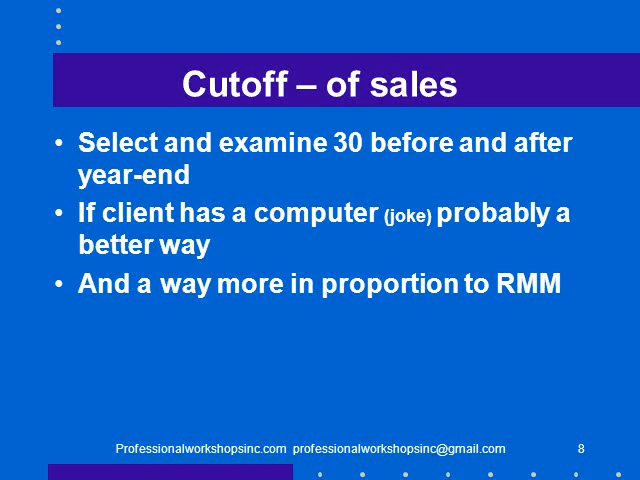 Cutoff – of sales
• Select and examine 30 before and after
year-end
• If client has a computer (joke) probably a
better way
• And a way more in proportion to RMM
Professionalworkshopsinc.com professionalworkshopsinc@gmail.com 8